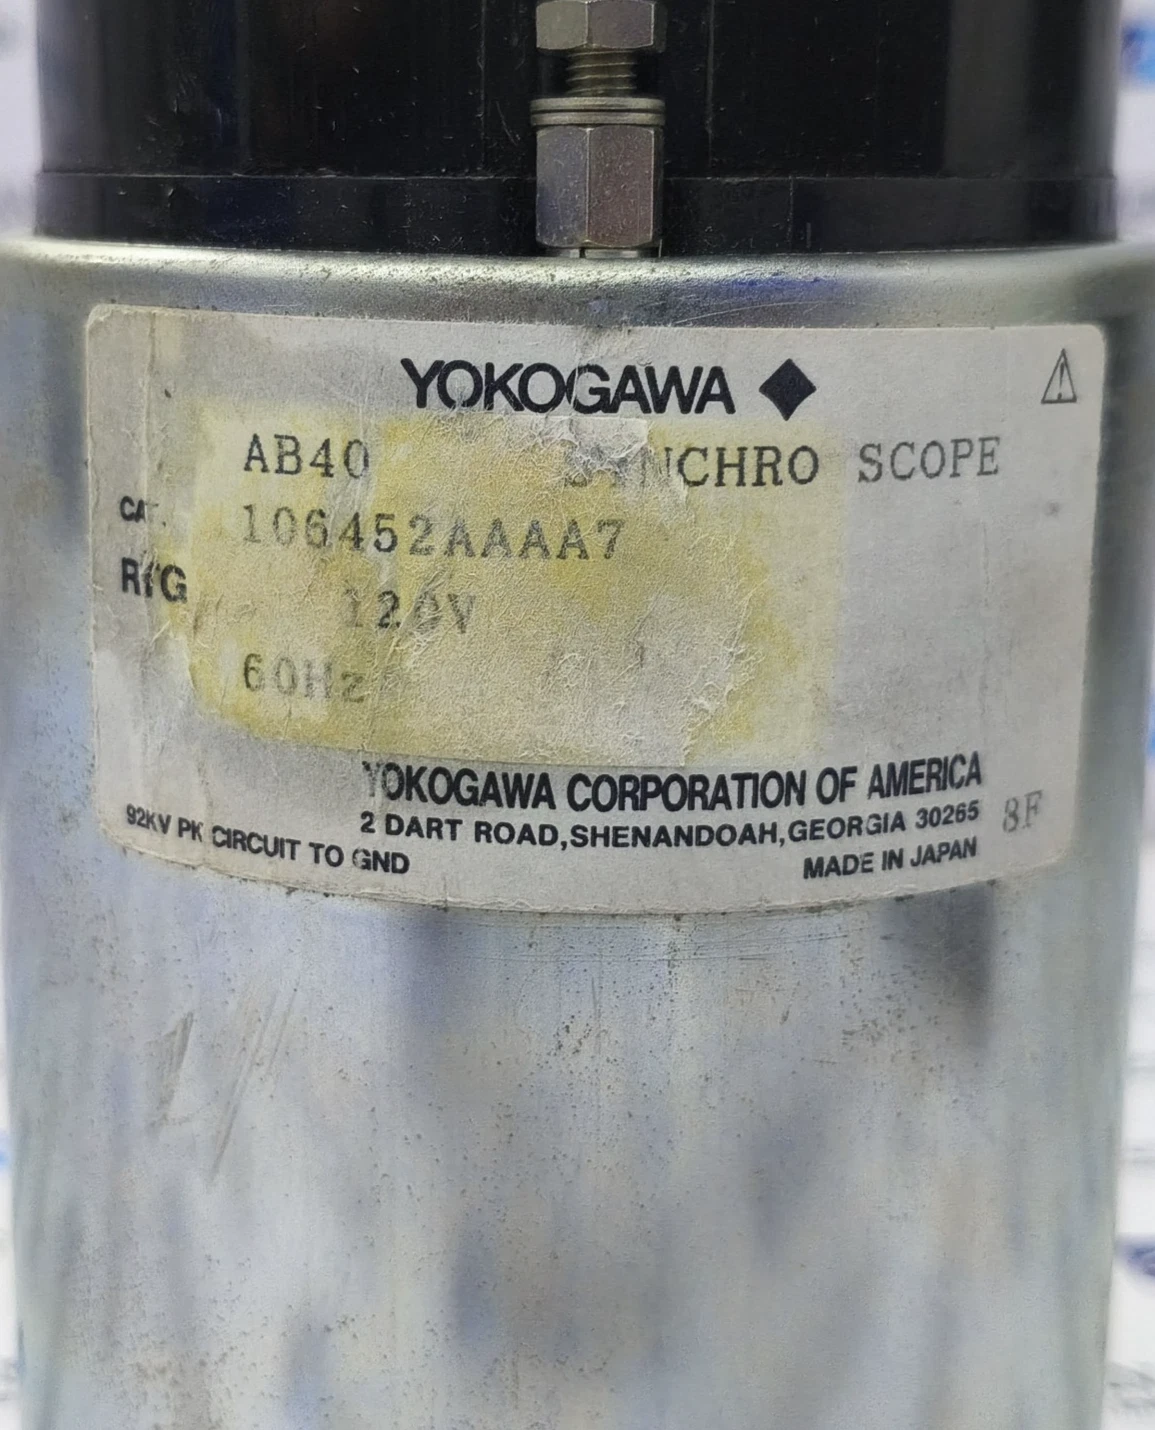 YOKOGAWA
AB40 SYNCHRO SCOPE
CAT. 106452AAAA7
RTG 120V
60Hz
YOKOGAWA CORPORATION OF AMERICA
2 DART ROAD,SHENANDOAH,GEORGIA 30265 8F
92KV PK CIRCUIT TO GND
MADE IN JAPAN